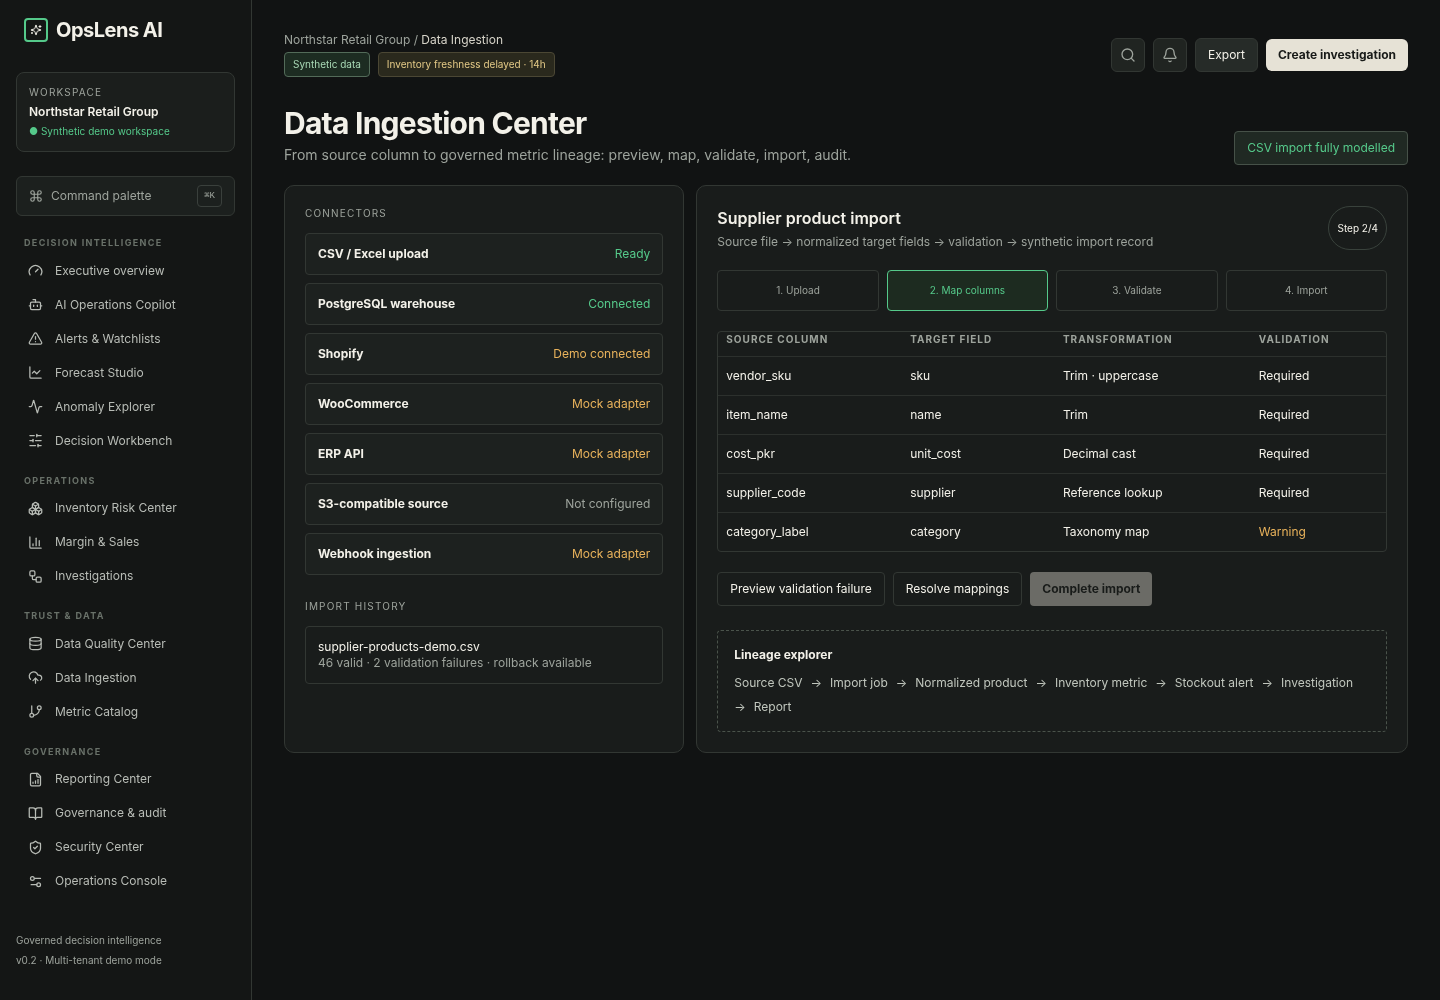 OpsLens AI
WORKSPACE
Northstar Retail Group
Synthetic demo workspace
Command palette ⌘K
DECISION INTELLIGENCE
Executive overview
AI Operations Copilot
Alerts & Watchlists
Forecast Studio
Anomaly Explorer
Decision Workbench
OPERATIONS
Inventory Risk Center
Margin & Sales
Investigations
TRUST & DATA
Data Quality Center
Data Ingestion
Metric Catalog
GOVERNANCE
Reporting Center
Governance & audit
Security Center
Operations Console
Governed decision intelligence
v0.2 · Multi-tenant demo mode
Northstar Retail Group / Data Ingestion
Synthetic data
Inventory freshness delayed · 14h
Export
Create investigation
Data Ingestion Center
From source column to governed metric lineage: preview, map, validate, import, audit.
CSV import fully modelled
CONNECTORS
CSV / Excel upload Ready
PostgreSQL warehouse Connected
Shopify Demo connected
WooCommerce Mock adapter
ERP API Mock adapter
S3-compatible source Not configured
Webhook ingestion Mock adapter
IMPORT HISTORY
supplier-products-demo.csv
46 valid · 2 validation failures · rollback available
Supplier product import
Source file → normalized target fields → validation → synthetic import record
Step 2/4
1. Upload
2. Map columns
3. Validate
4. Import
SOURCE COLUMN TARGET FIELD TRANSFORMATION VALIDATION
vendor_sku sku Trim · uppercase Required
item_name name Trim Required
cost_pkr unit_cost Decimal cast Required
supplier_code supplier Reference lookup Required
category_label category Taxonomy map Warning
Preview validation failure
Resolve mappings
Complete import
Lineage explorer
Source CSV → Import job → Normalized product → Inventory metric → Stockout alert → Investigation
→ Report